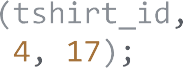 (tshirt_id,
4, 17);